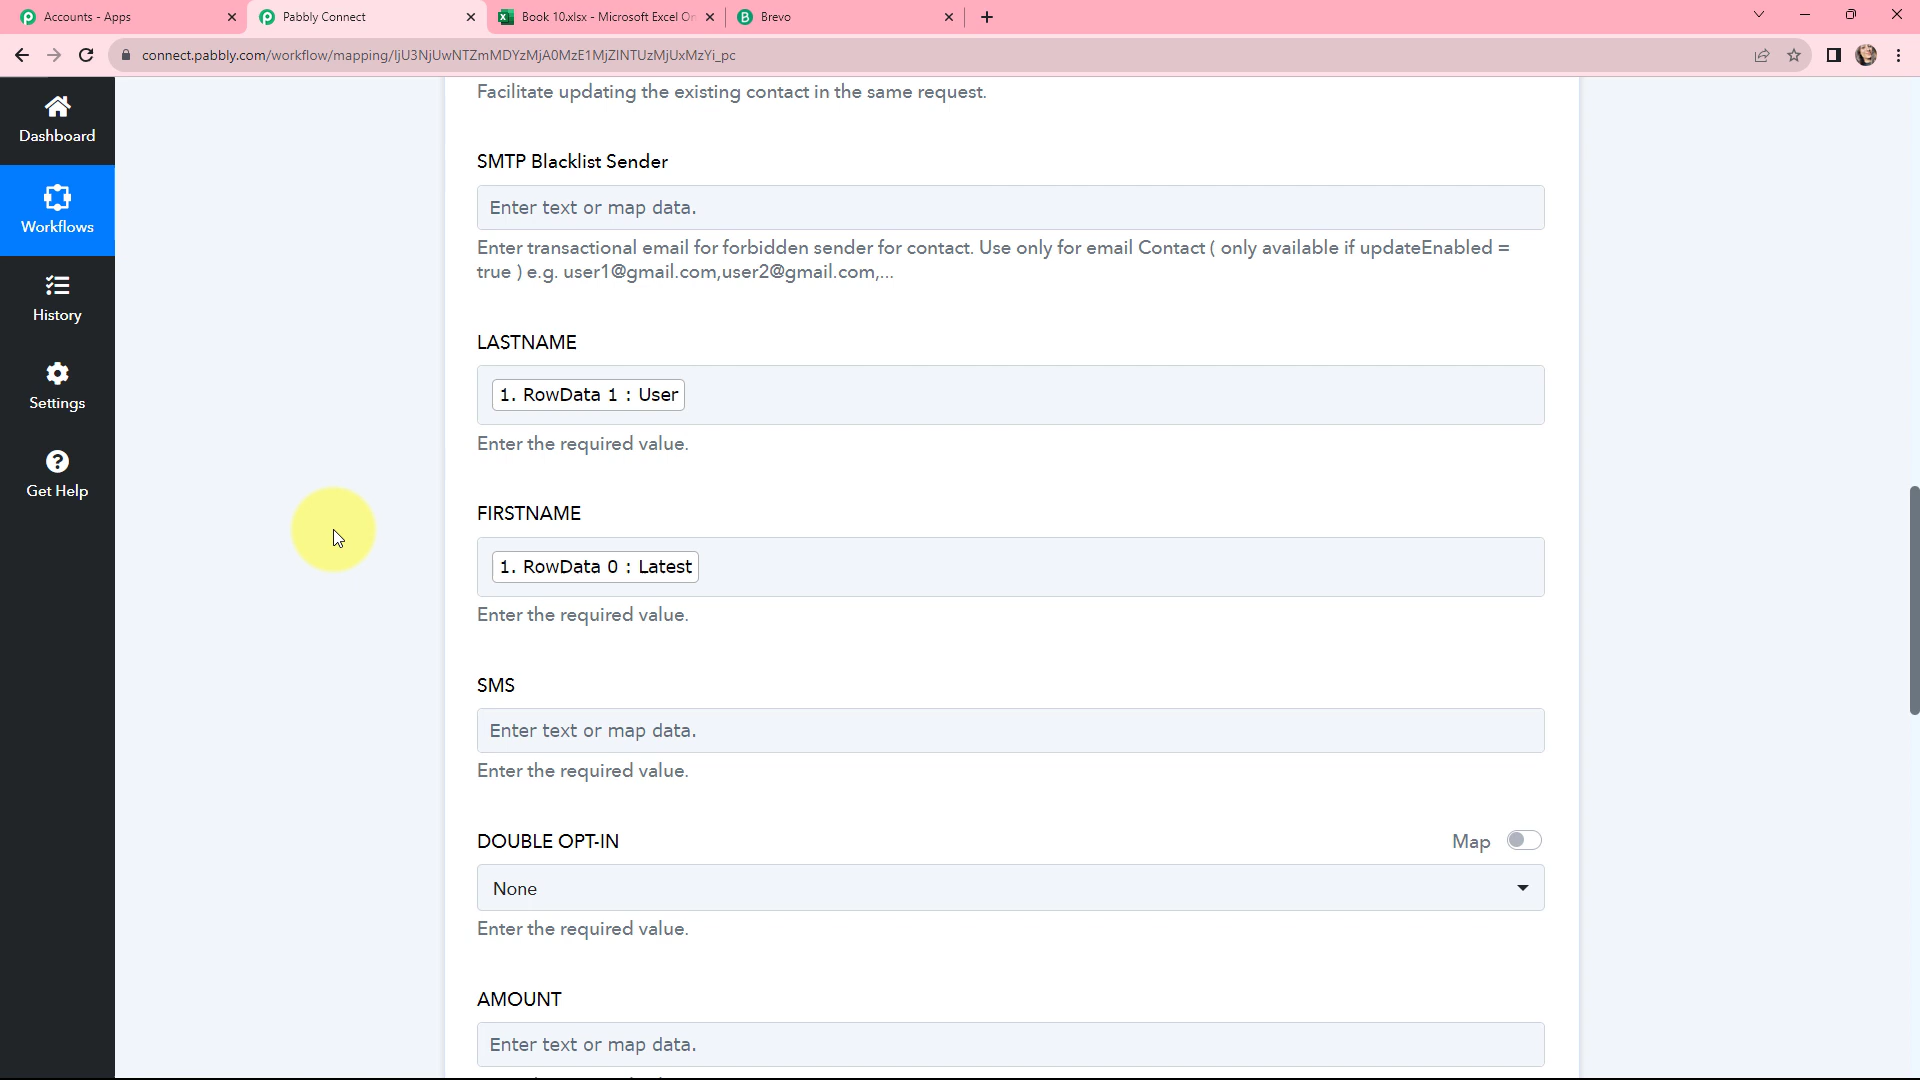 Accounts - Apps
Pabbly Connect
Book 10.xlsx - Microsoft Excel On
Brevo
connect.pabbly.com/workflow/mapping/IjU3NjUwNTZmMDYzMjA0MzE1MjZlNTUzMjUxMzYi_pc
Dashboard
Workflows
History
Settings
Get Help
Facilitate updating the existing contact in the same request.
SMTP Blacklist Sender
Enter text or map data.
Enter transactional email for forbidden sender for contact. Use only for email Contact ( only available if updateEnabled =
true ) e.g. user1@gmail.com,user2@gmail.com,...
LASTNAME
1. RowData 1 : User
Enter the required value.
FIRSTNAME
1. RowData 0 : Latest
Enter the required value.
SMS
Enter text or map data.
Enter the required value.
DOUBLE OPT-IN
Map
None
Enter the required value.
AMOUNT
Enter text or map data.